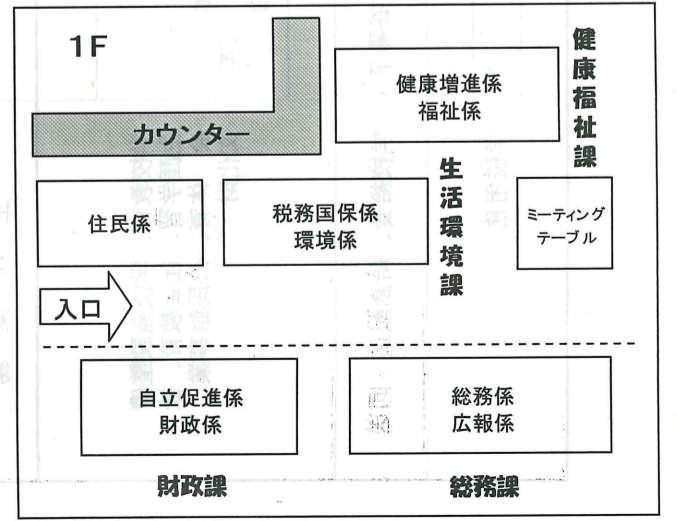 1F
健康増進係
福祉係
健康福祉課
カウンター
住民係
税務国保係
環境係
生活環境課
ミーティング
テーブル
入口
自立促進係
財政係
総務係
広報係
財政課
総務課